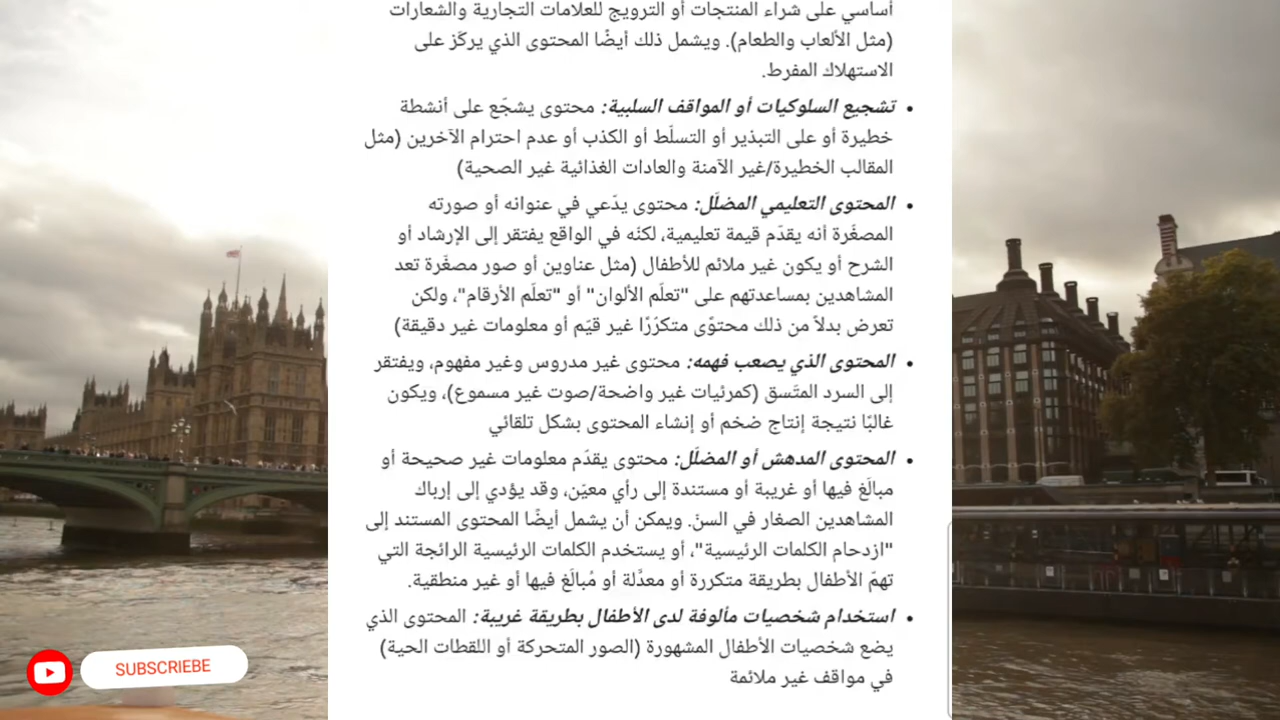 أساسي على شراء المنتجات أو الترويج للعلامات التجارية والشعارات
(مثل الألعاب والطعام). ويشمل ذلك أيضًا المحتوى الذي يركّز على
الاستهلاك المفرط.
• تشجيع السلوكيات أو المواقف السلبية: محتوى يشجّع على أنشطة
خطيرة أو على التبذير أو التسلّط أو الكذب أو عدم احترام الآخرين (مثل
المقالب الخطيرة/غير الآمنة والعادات الغذائية غير الصحية)
• المحتوى التعليمي المضلّل: محتوى يدّعي في عنوانه أو صورته
المصغّرة أنه يقدّم قيمة تعليمية، لكنّه في الواقع يفتقر إلى الإرشاد أو
الشرح أو يكون غير ملائم للأطفال (مثل عناوين أو صور مصغّرة تعد
المشاهدين بمساعدتهم على "تعلّم الألوان" أو "تعلّم الأرقام"، ولكن
تعرض بدلاً من ذلك محتوًى متكرّرًا غير قيّم أو معلومات غير دقيقة)
• المحتوى الذي يصعب فهمه: محتوى غير مدروس وغير مفهوم، ويفتقر
إلى السرد المتّسق (كمرئيات غير واضحة/صوت غير مسموع)، ويكون
غالبًا نتيجة إنتاج ضخم أو إنشاء المحتوى بشكل تلقائي
• المحتوى المدهش أو المضلّل: محتوى يقدّم معلومات غير صحيحة أو
مبالَغ فيها أو غريبة أو مستندة إلى رأي معيّن، وقد يؤدي إلى إرباك
المشاهدين الصغار في السنّ. ويمكن أن يشمل أيضًا المحتوى المستند إلى
"ازدحام الكلمات الرئيسية"، أو يستخدم الكلمات الرئيسية الرائجة التي
تهمّ الأطفال بطريقة متكررة أو معدَّلة أو مُبالَغ فيها أو غير منطقية.
• استخدام شخصيات مألوفة لدى الأطفال بطريقة غريبة: المحتوى الذي
يضع شخصيات الأطفال المشهورة (الصور المتحركة أو اللقطات الحية)
في مواقف غير ملائمة
SUBSCRIEBE